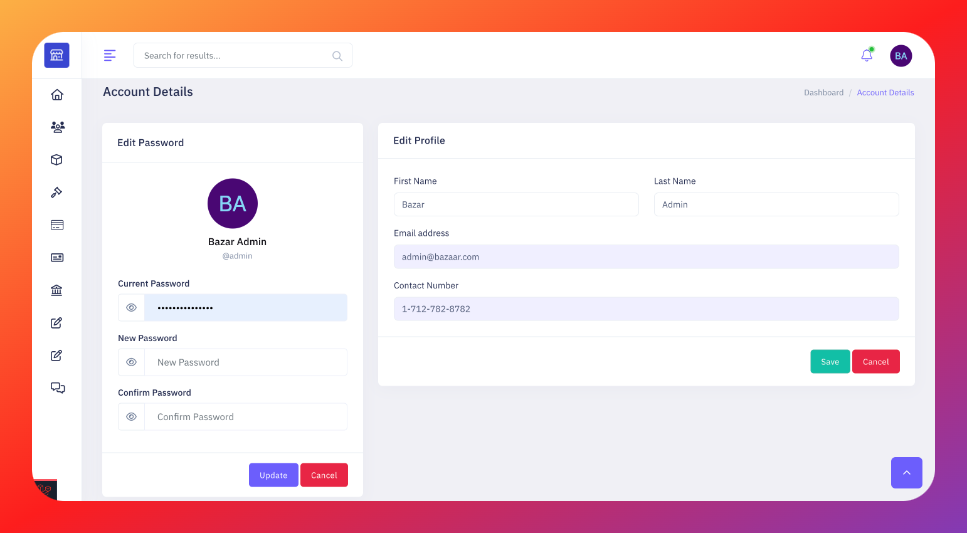 Search for results...
BA
Account Details
Dashboard / Account Details
Edit Password
BA
Bazar Admin
@admin
Current Password
•••••••••••••••
New Password
New Password
Confirm Password
Confirm Password
Update
Cancel
Edit Profile
First Name
Last Name
Bazar
Admin
Email address
admin@bazaar.com
Contact Number
1-712-782-8782
Save
Cancel